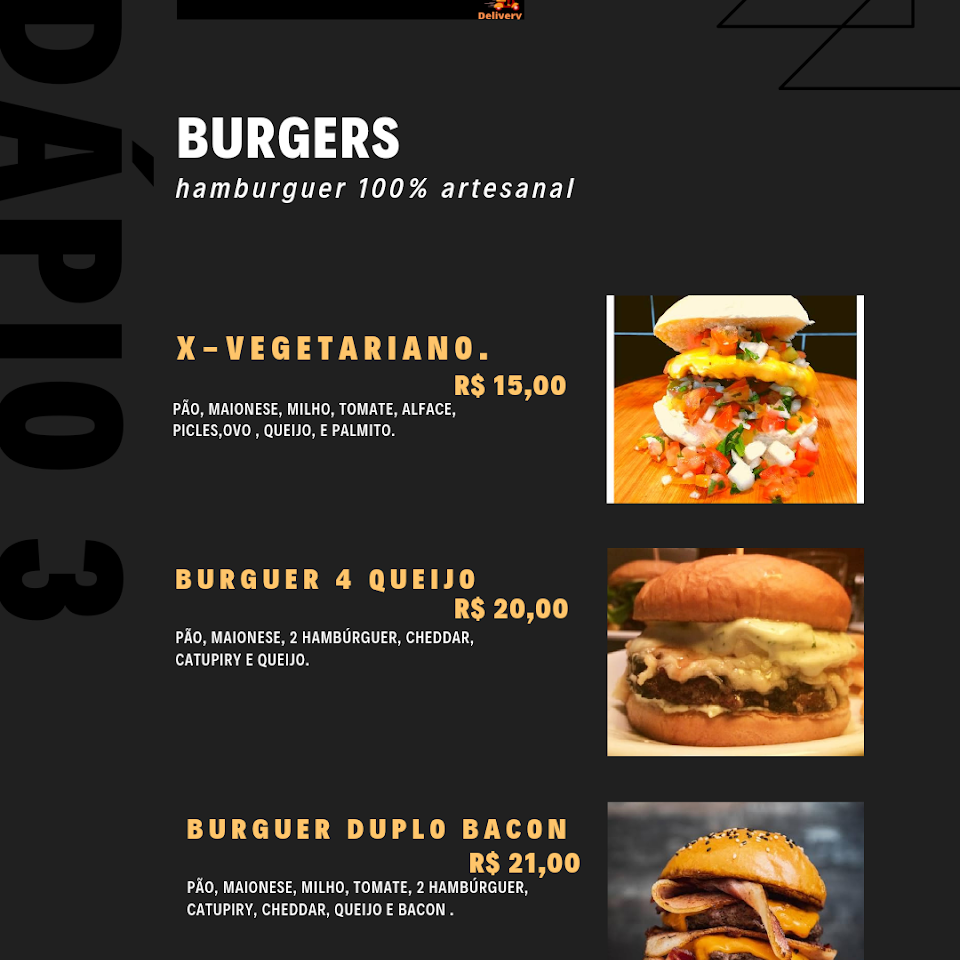 Delivery
DÁPIO 3
BURGERS
hamburguer 100% artesanal
X-VEGETARIANO.
R$ 15,00
PÃO, MAIONESE, MILHO, TOMATE, ALFACE,
PICLES,OVO , QUEIJO, E PALMITO.
BURGUER 4 QUEIJO
R$ 20,00
PÃO, MAIONESE, 2 HAMBÚRGUER, CHEDDAR,
CATUPIRY E QUEIJO.
BURGUER DUPLO BACON
R$ 21,00
PÃO, MAIONESE, MILHO, TOMATE, 2 HAMBÚRGUER,
CATUPIRY, CHEDDAR, QUEIJO E BACON .